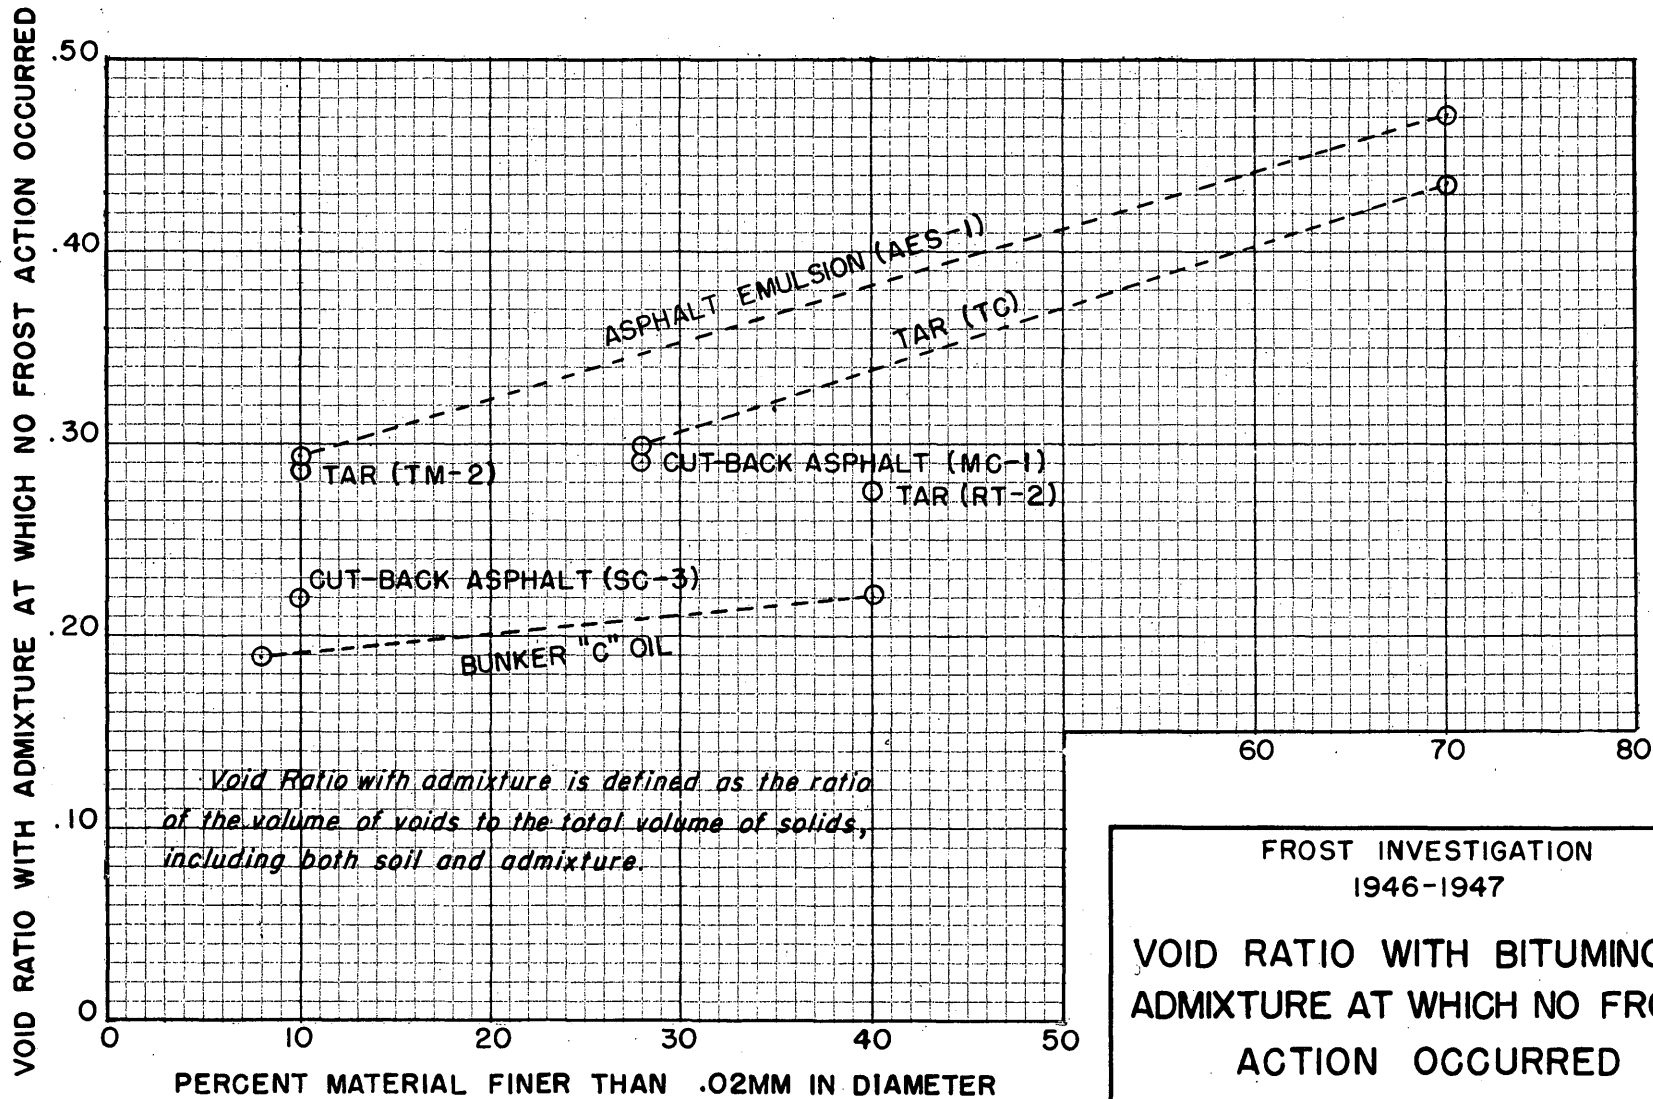 VOID RATIO WITH ADMIXTURE AT WHICH NO FROST ACTION OCCURRED
.50
.40
.30
.20
.10
0
ASPHALT EMULSION (AES-1)
TAR (TC)
TAR (TM-2)
CUT-BACK ASPHALT (MC-1)
TAR (RT-2)
CUT-BACK ASPHALT (SC-3)
BUNKER "C" OIL
60
70
80
Void Ratio with admixture is defined as the ratio
of the volume of voids to the total volume of solids,
including both soil and admixture.
0
10
20
30
40
50
PERCENT MATERIAL FINER THAN .02MM IN DIAMETER
FROST INVESTIGATION
1946-1947
VOID RATIO WITH BITUMINO
ADMIXTURE AT WHICH NO FRO
ACTION OCCURRED